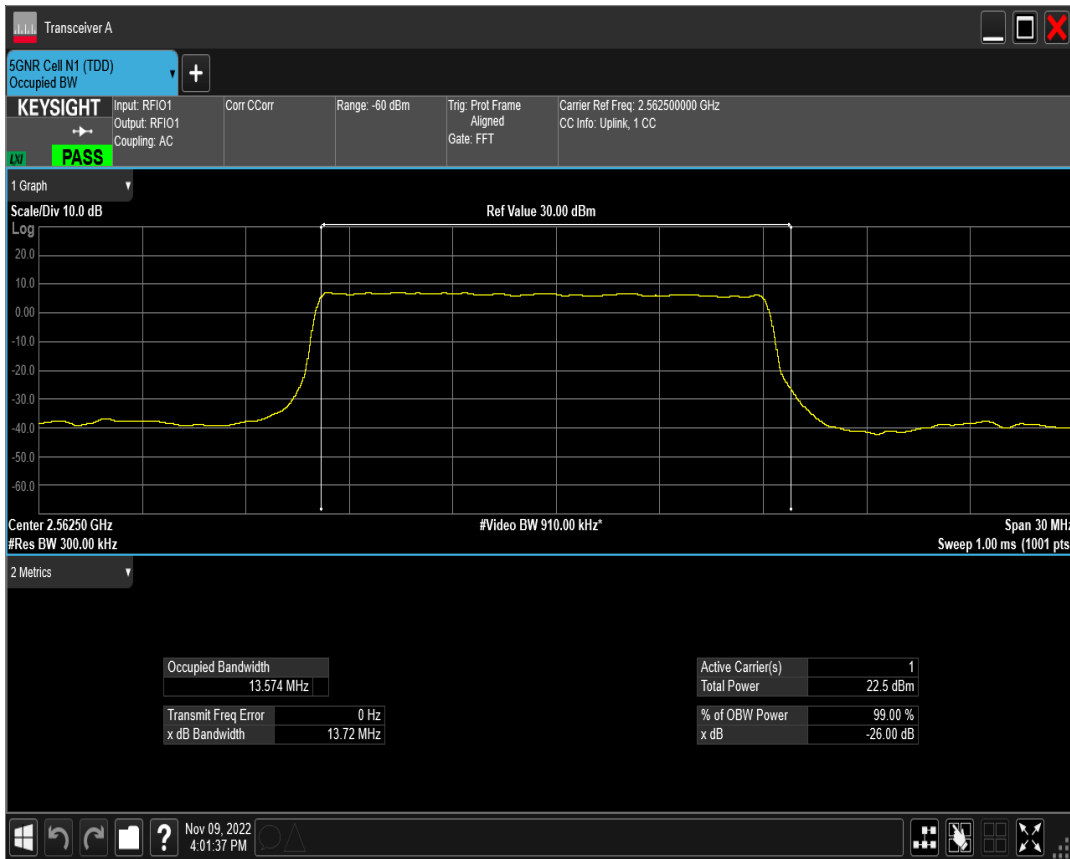 Transceiver A
5GNR Cell N1 (TDD)
Occupied BW
+
KEYSIGHT
LXI
PASS
Input: RFIO1
Output: RFIO1
Coupling: AC
Corr CCorr
Range: -60 dBm
Trig: Prot Frame
Aligned
Gate: FFT
Carrier Ref Freq: 2.562500000 GHz
CC Info: Uplink, 1 CC
1 Graph
Scale/Div 10.0 dB
Ref Value 30.00 dBm
Log
20.0
10.0
0.00
-10.0
-20.0
-30.0
-40.0
-50.0
-60.0
Center 2.56250 GHz
#Video BW 910.00 kHz*
Span 30 MHz
#Res BW 300.00 kHz
Sweep 1.00 ms (1001 pts
2 Metrics
Occupied Bandwidth
13.574 MHz
Transmit Freq Error 0 Hz
x dB Bandwidth 13.72 MHz
Active Carrier(s) 1
Total Power 22.5 dBm
% of OBW Power 99.00 %
x dB -26.00 dB
?
Nov 09, 2022
4:01:37 PM